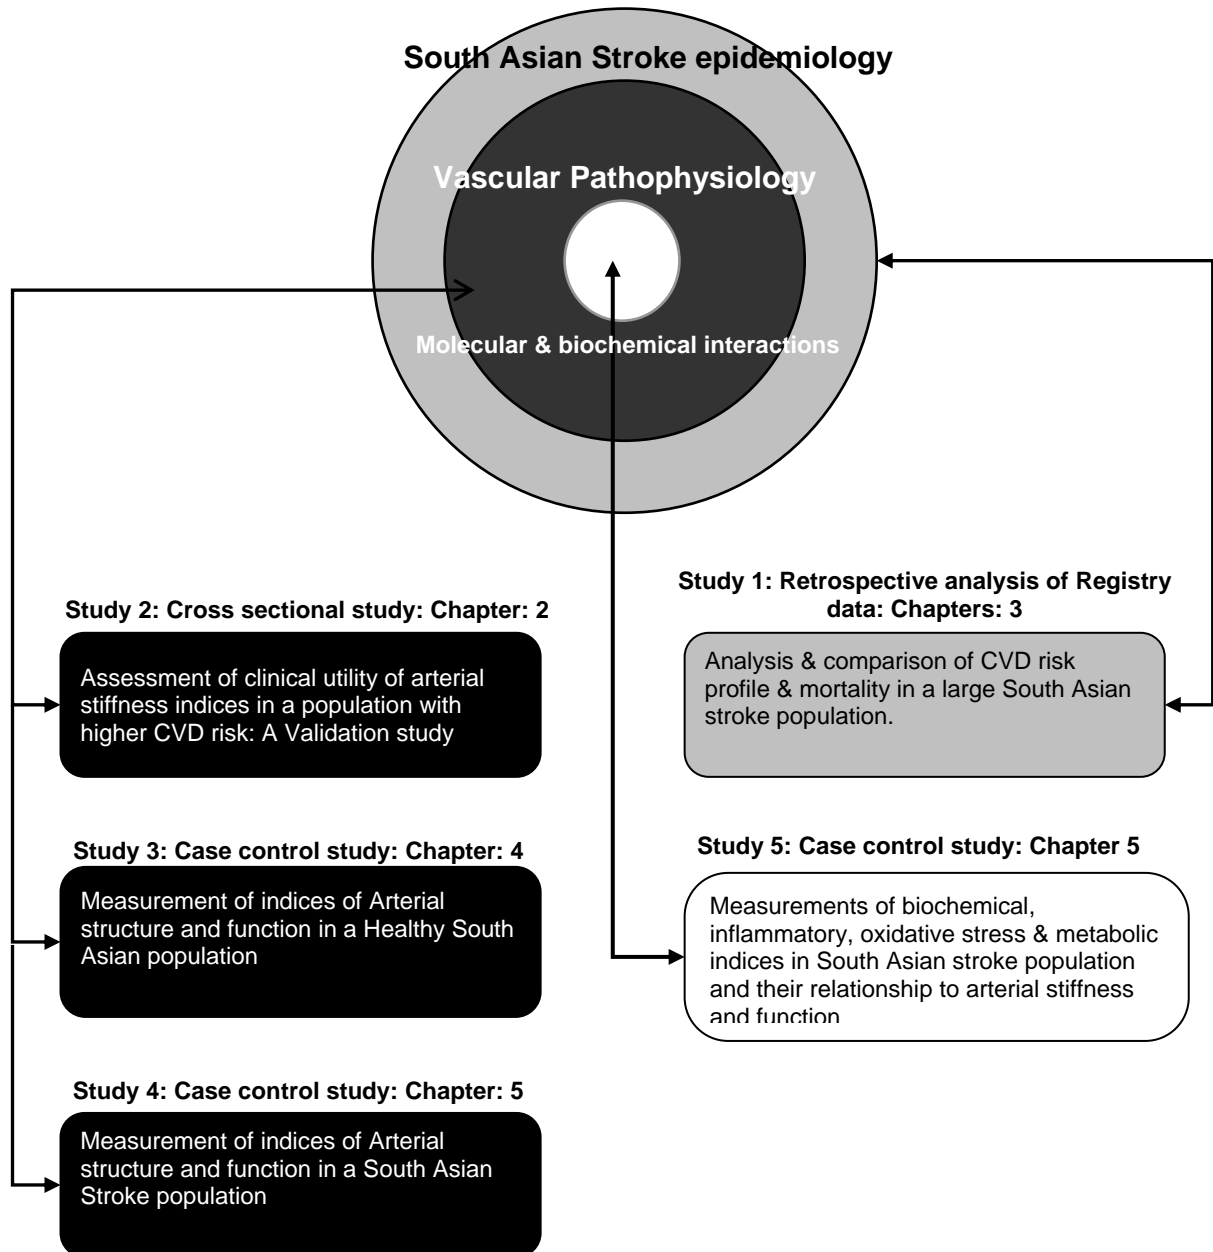 South Asian Stroke epidemiology
Vascular Pathophysiology
Molecular & biochemical interactions
Study 2: Cross sectional study: Chapter: 2
Assessment of clinical utility of arterial
stiffness indices in a population with
higher CVD risk: A Validation study
Study 3: Case control study: Chapter: 4
Measurement of indices of Arterial
structure and function in a Healthy South
Asian population
Study 4: Case control study: Chapter: 5
Measurement of indices of Arterial
structure and function in a South Asian
Stroke population
Study 1: Retrospective analysis of Registry
data: Chapters: 3
Analysis & comparison of CVD risk
profile & mortality in a large South Asian
stroke population.
Study 5: Case control study: Chapter 5
Measurements of biochemical,
inflammatory, oxidative stress & metabolic
indices in South Asian stroke population
and their relationship to arterial stiffness
and function